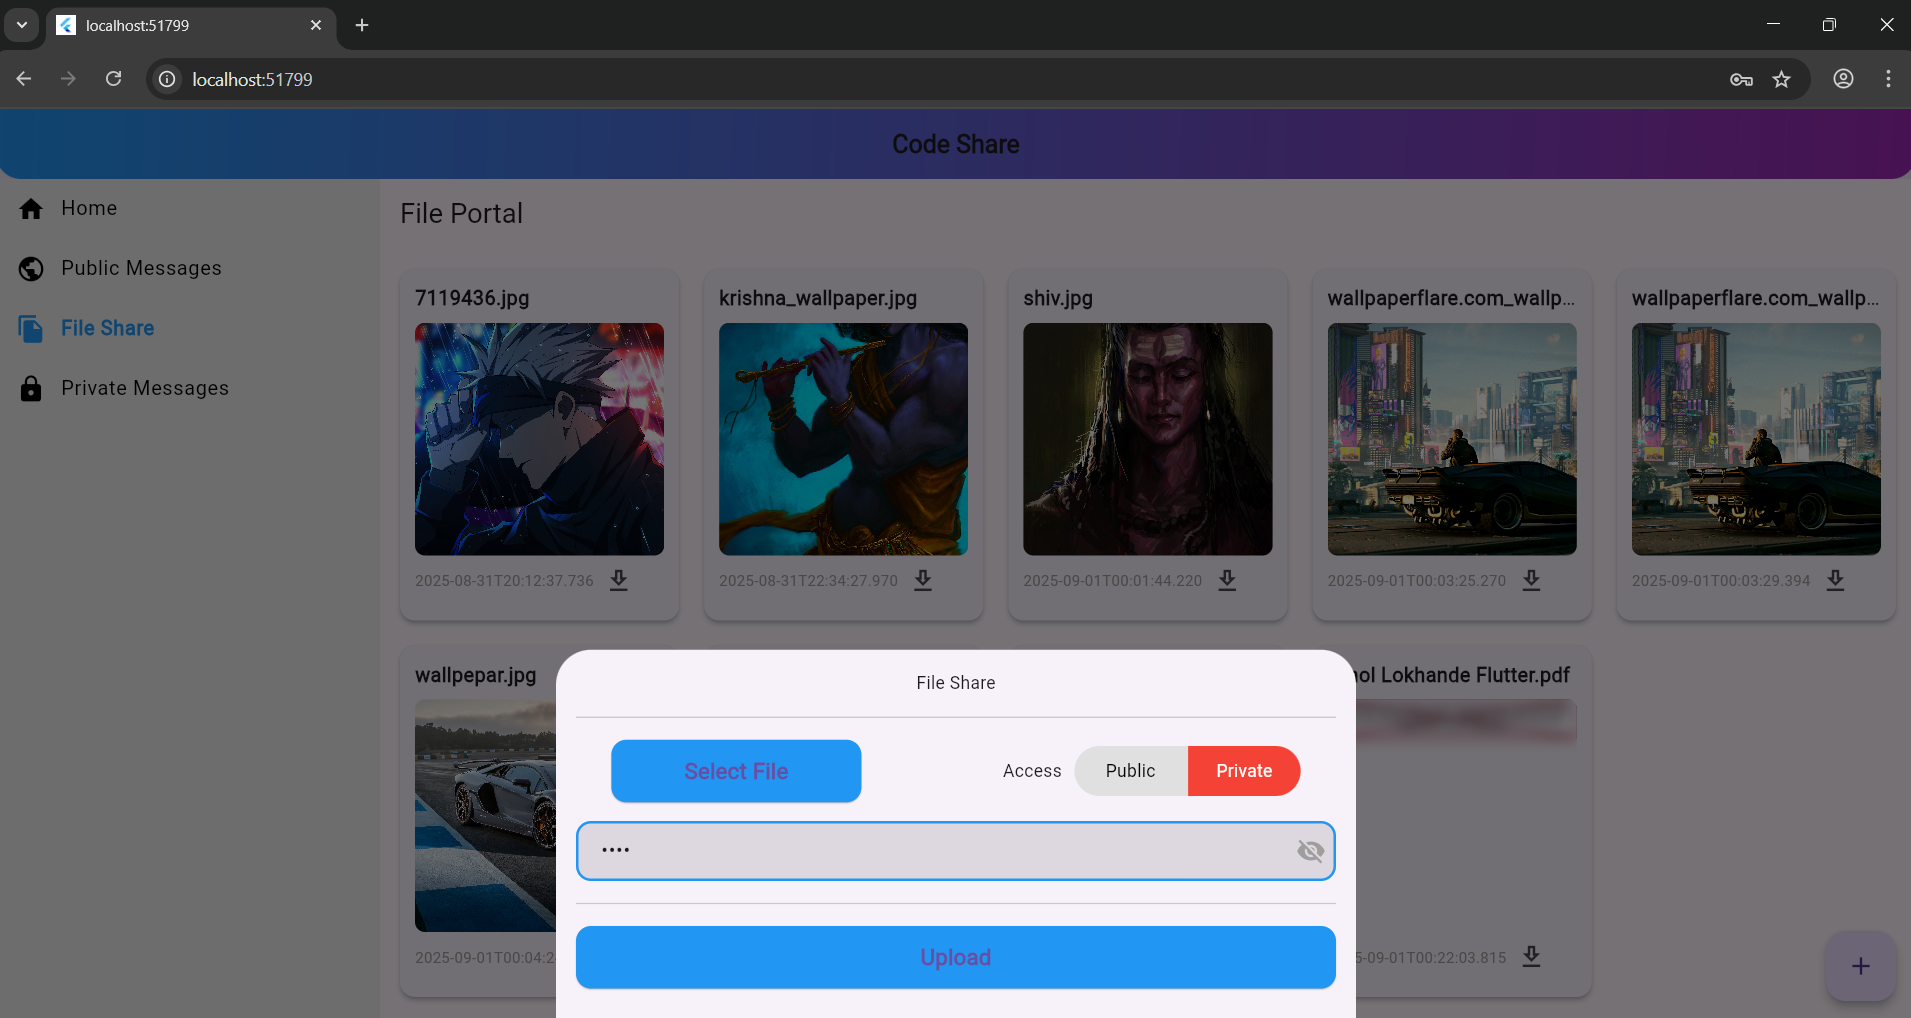 localhost:51799
localhost:51799
Code Share
Home
Public Messages
File Share
Private Messages
File Portal
7119436.jpg
krishna_wallpaper.jpg
shiv.jpg
wallpaperflare.com_wallp...
wallpaperflare.com_wallp...
2025-08-31T20:12:37.736
2025-08-31T22:34:27.970
2025-09-01T00:01:44.220
2025-09-01T00:03:25.270
2025-09-01T00:03:29.394
wallpepar.jpg
Lokhande Flutter.pdf
File Share
Select File
Access
Public
Private
••••
Upload
2025-09-01T00:04:2
-09-01T00:22:03.815